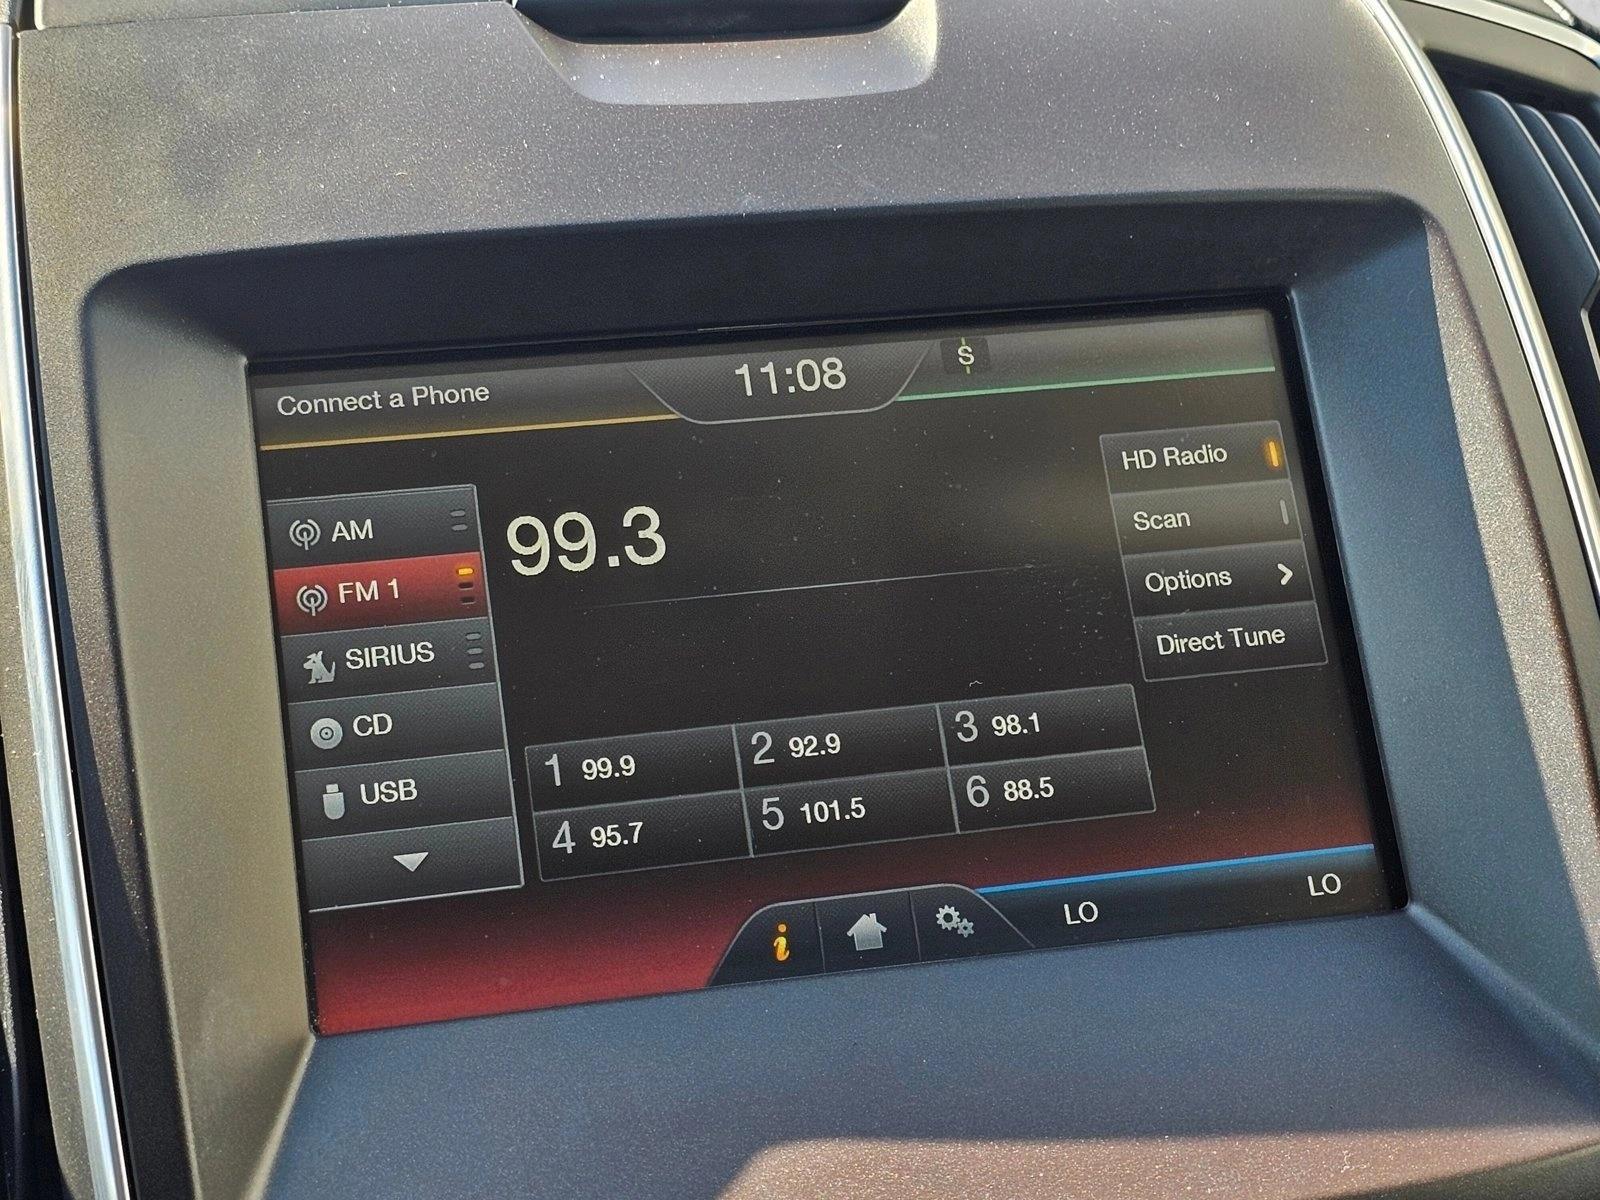 Connect a Phone
11:08
S
AM
FM 1
SIRIUS
CD
USB
99.3
HD Radio
Scan
Options
Direct Tune
1 99.9
2 92.9
3 98.1
4 95.7
5 101.5
6 88.5
i
LO
LO